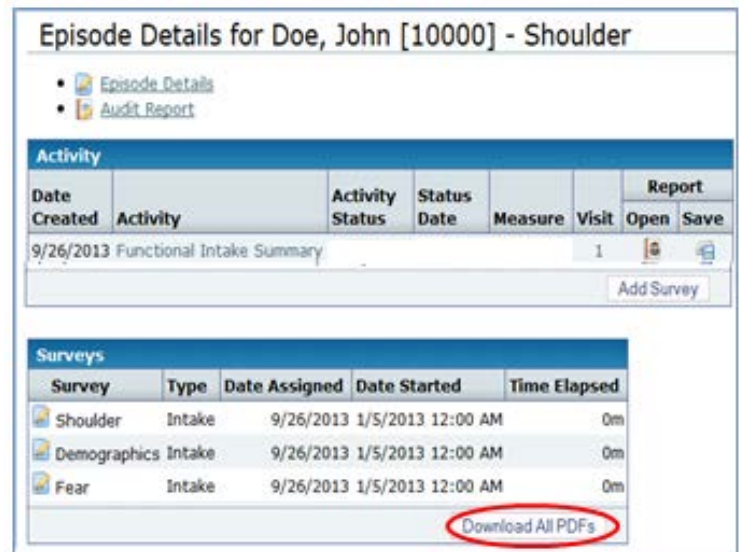 Episode Details for Doe, John [10000] - Shoulder
Episode Details
Audit Report
Activity
Date Created Activity Activity Status Status Date Measure Visit Report Open Save
9/26/2013 Functional Intake Summary 1
Add Survey
Surveys
Survey Type Date Assigned Date Started Time Elapsed
Shoulder Intake 9/26/2013 1/5/2013 12:00 AM 0m
Demographics Intake 9/26/2013 1/5/2013 12:00 AM 0m
Fear Intake 9/26/2013 1/5/2013 12:00 AM 0m
Download All PDFs